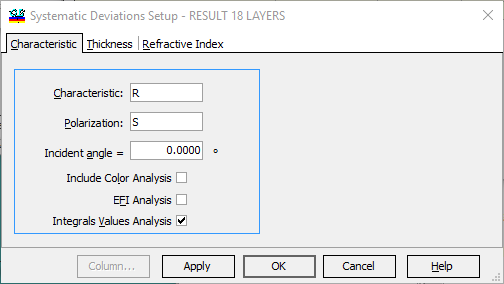 Systematic Deviations Setup - RESULT 18 LAYERS
Characteristic Thickness Refractive Index
Characteristic: R
Polarization: S
Incident angle = 0.0000 °
Include Color Analysis
EFI Analysis
Integrals Values Analysis
Column... Apply OK Cancel Help